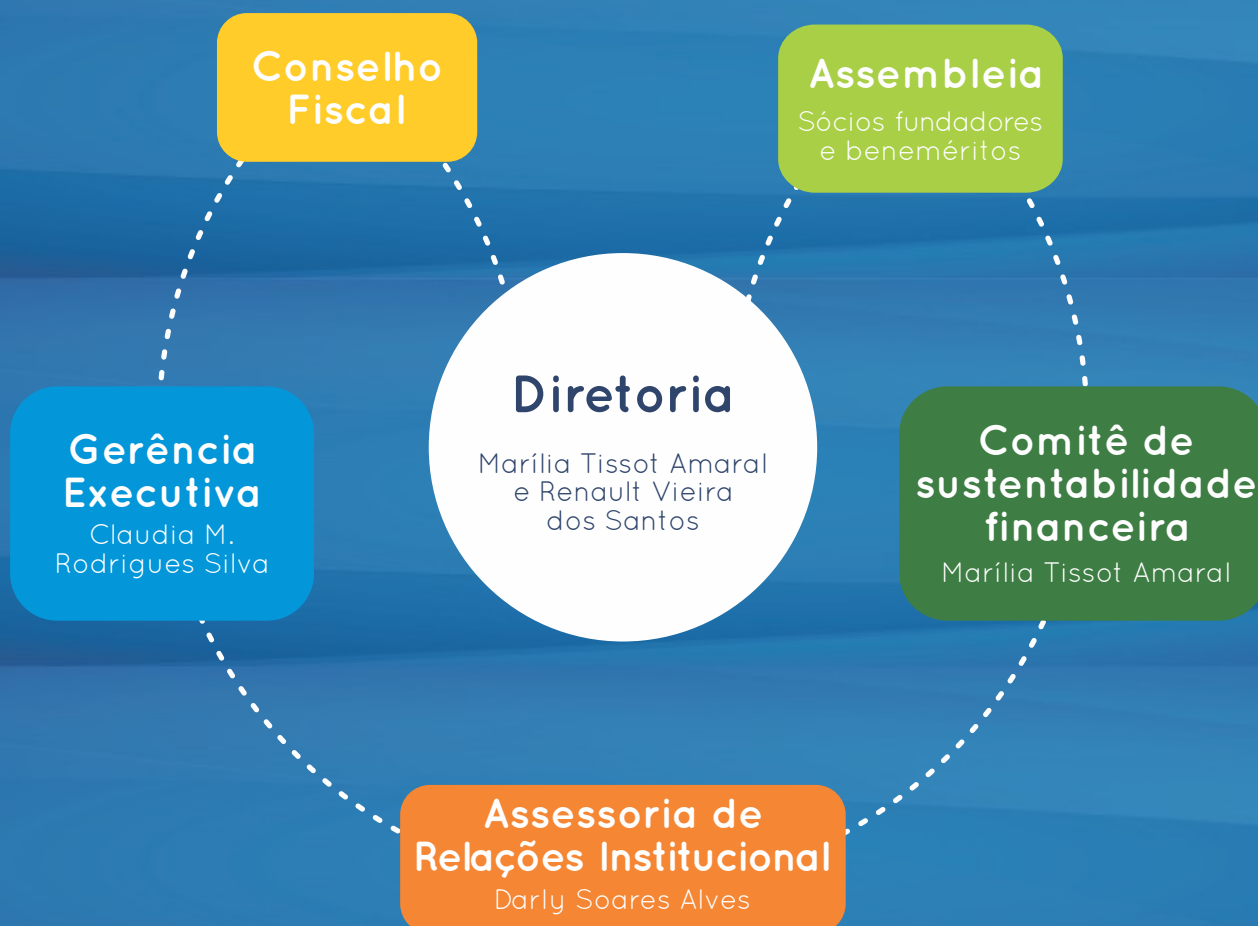 Conselho
Fiscal
Assembleia
Sócios fundadores
e beneméritos
Diretoria
Marília Tissot Amaral
e Renault Vieira
dos Santos
Gerência
Executiva
Claudia M.
Rodrigues Silva
Comitê de
sustentabilidade
financeira
Marília Tissot Amaral
Assessoria de
Relações Institucional
Darly Soares Alves